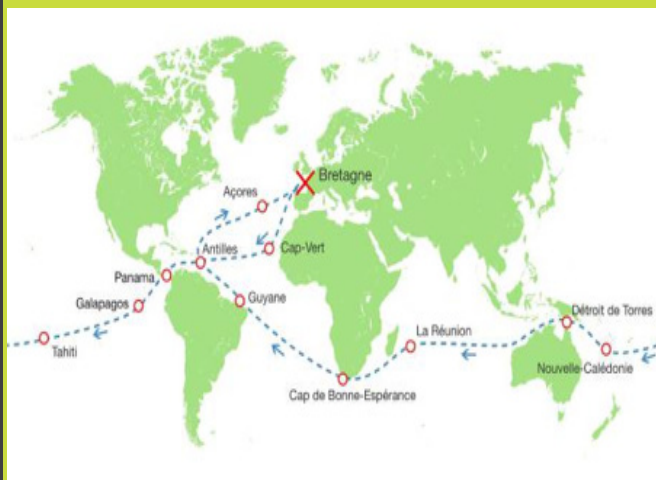 Bretagne
Açores
Antilles
Cap-Vert
Panama
Galapagos
Guyane
Détroit de Torres
La Réunion
Tahiti
Nouvelle-Calédonie
Cap de Bonne-Espérance